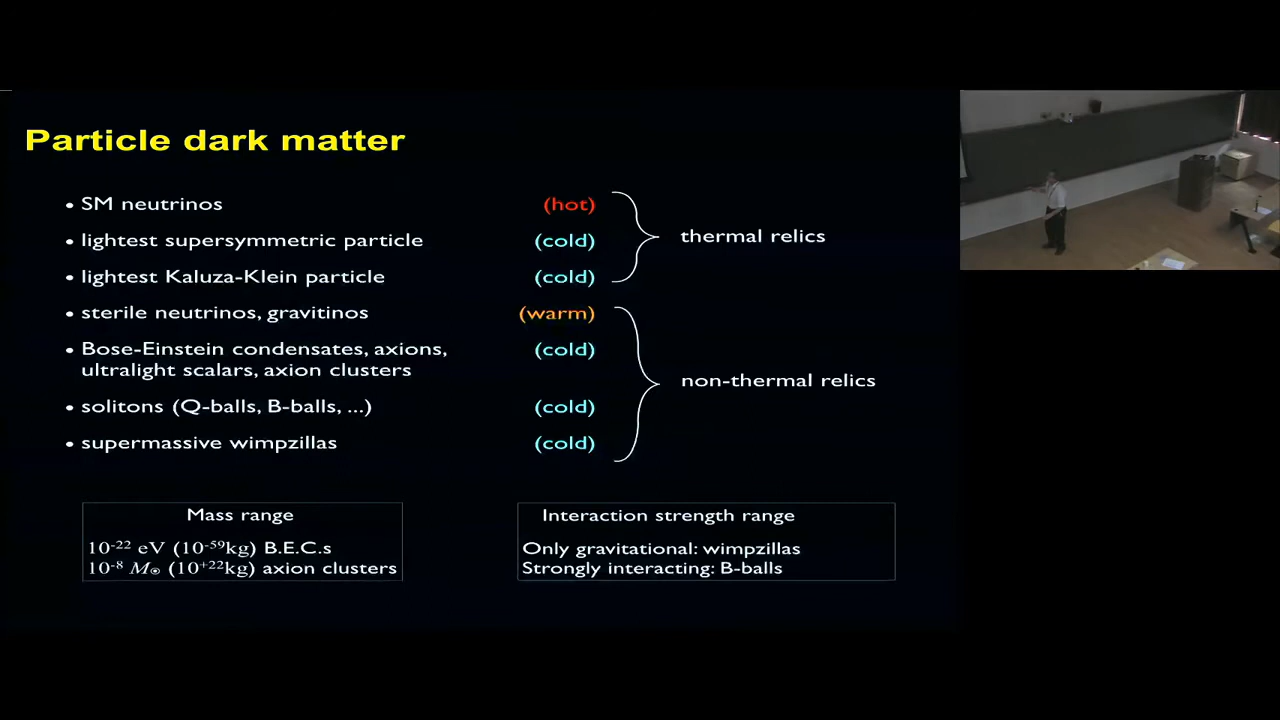 Particle dark matter
• SM neutrinos (hot)
• lightest supersymmetric particle (cold)
thermal relics
• lightest Kaluza-Klein particle (cold)
• sterile neutrinos, gravitinos (warm)
• Bose-Einstein condensates, axions, (cold)
ultralight scalars, axion clusters
non-thermal relics
• solitons (Q-balls, B-balls, ...) (cold)
• supermassive wimpzillas (cold)
Mass range
10⁻²² eV (10⁻⁵⁹kg) B.E.C.s
10⁻⁸ M☉ (10⁺²²kg) axion clusters
Interaction strength range
Only gravitational: wimpzillas
Strongly interacting: B-balls